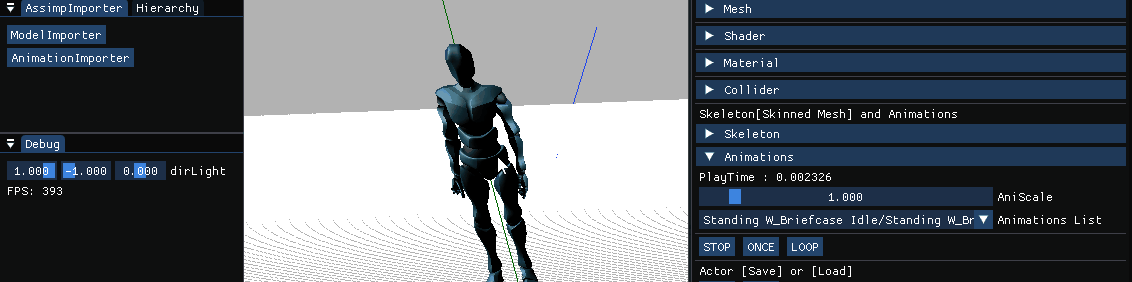 AssimpImporter Hierarchy
ModelImporter
AnimationImporter
Debug
1.000 -1.000 0.000 dirLight
FPS: 393
Mesh
Shader
Material
Collider
Skeleton[Skinned Mesh] and Animations
Skeleton
Animations
PlayTime : 0.002326
1.000 AniScale
Standing W_Briefcase Idle/Standing W_Br Animations List
STOP ONCE LOOP
Actor [Save] or [Load]